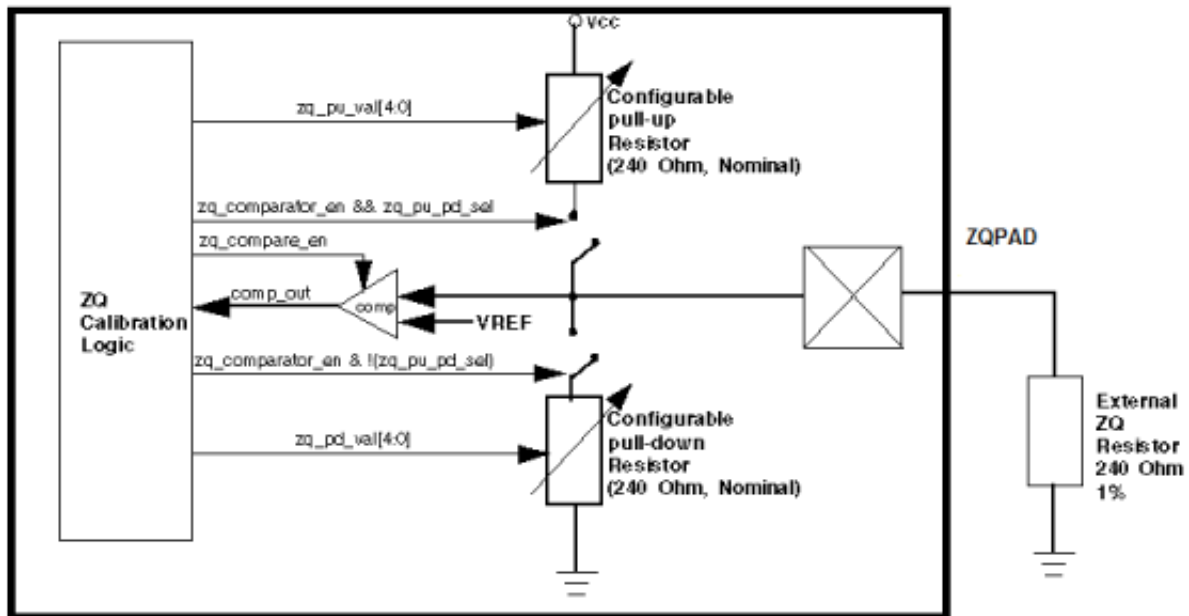 Vcc
Configurable
pull-up
Resistor
(240 Ohm, Nominal)
zq_pu_val[4:0]
zq_comparator_en && zq_pu_pd_sel
zq_compare_en
comp_out
comp
VREF
ZQ
Calibration
Logic
zq_comparator_en & !(zq_pu_pd_sel)
zq_pd_val[4:0]
Configurable
pull-down
Resistor
(240 Ohm, Nominal)
ZQPAD
External
ZQ
Resistor
240 Ohm
1%